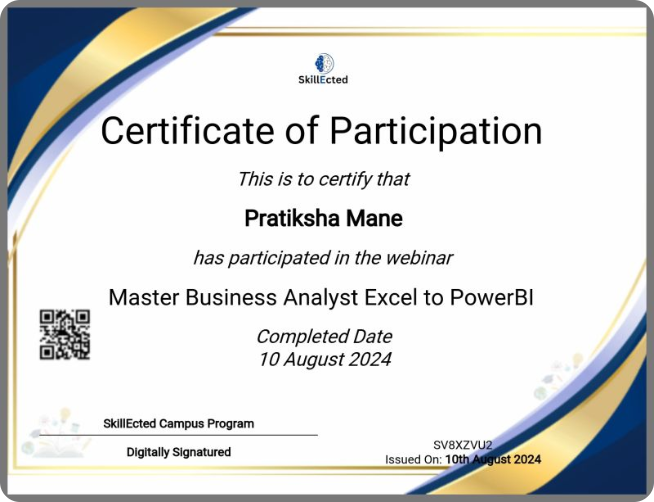 SkillEcted
Certificate of Participation
This is to certify that
Pratiksha Mane
has participated in the webinar
Master Business Analyst Excel to PowerBI
Completed Date
10 August 2024
SkillEcted Campus Program
Digitally Signatured
SV8XZVU2
Issued On: 10th August 2024